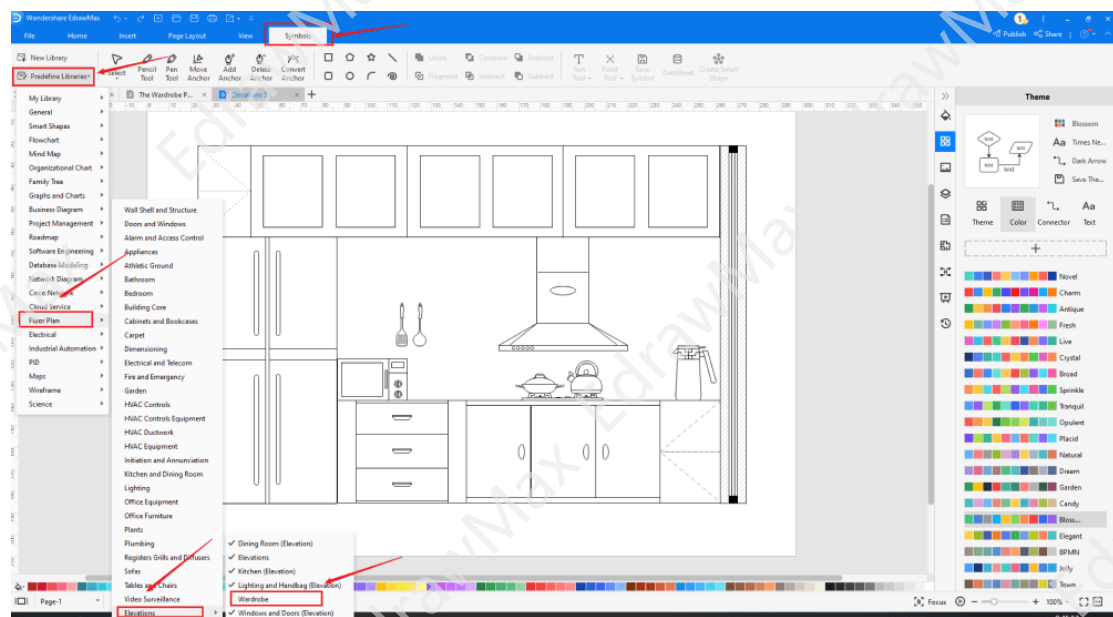 Wondershare EdrawMax
File Home Insert Page Layout View Symbols
Publish Share
New Library
Predefine Libraries
Select Pencil Tool Pen Tool Move Anchor Add Anchor Delete Anchor Convert Anchor
Union Combine Subtract
Fragment Intersect Subtract
Text Tool Point Tool Save Symbol DataSheet Create Smart Shape
The Wardrobe P...
My Library
General
Smart Shapes
Flowchart
Mind Map
Organizational Chart
Family Tree
Graphs and Charts
Business Diagram
Project Management
Roadmap
Software Engineering
Database Modeling
Network Diagram
Cisco Network
Cloud Service
Floor Plan
Electrical
Industrial Automation
PID
Maps
Wireframe
Science
Wall Shell and Structure
Doors and Windows
Alarm and Access Control
Appliances
Athletic Ground
Bathroom
Bedroom
Building Core
Cabinets and Bookcases
Carpet
Dimensioning
Electrical and Telecom
Fire and Emergency
Garden
HVAC Controls
HVAC Controls Equipment
HVAC Ductwork
HVAC Equipment
Initiation and Annunciation
Kitchen and Dining Room
Lighting
Office Equipment
Office Furniture
Plants
Plumbing
Registers Grills and Diffusers
Sofas
Tables and Chairs
Video Surveillance
Elevations
Dining Room (Elevation)
Elevations
Kitchen (Elevation)
Lighting and Handbag (Elevation)
Wardrobe
Windows and Doors (Elevation)
Theme
Blossom
Times Ne...
Dark Arrow
Save The...
Theme Color Connector Text
Novel
Charm
Antique
Fresh
Live
Crystal
Broad
Sprinkle
Tranquil
Opulent
Placid
Natural
Dream
Garden
Candy
Bloss...
Elegant
BPMN
Jolly
Town
Page-1
Focus 100%
EdrawMax